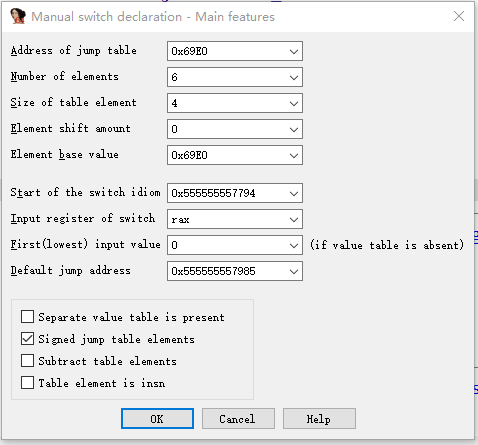 Manual switch declaration - Main features
Address of jump table 0x69E0
Number of elements 6
Size of table element 4
Element shift amount 0
Element base value 0x69E0
Start of the switch idiom 0x555555557794
Input register of switch rax
First(lowest) input value 0 (if value table is absent)
Default jump address 0x555555557985
Separate value table is present
Signed jump table elements
Subtract table elements
Table element is insn
OK Cancel Help